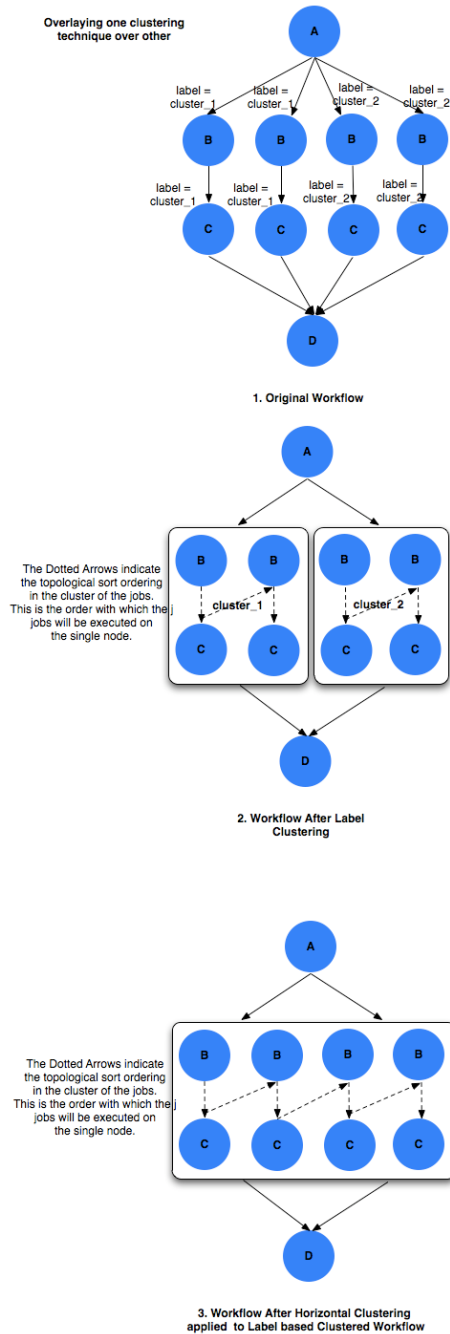 Overlaying one clustering
technique over other
A
label =
cluster_1
label =
cluster_1
label =
cluster_2
label =
cluster_2
B
B
B
B
label =
cluster_1
label =
cluster_1
label =
cluster_2
label =
cluster_2
C
C
C
C
D
1. Original Workflow
A
The Dotted Arrows indicate
the topological sort ordering
in the cluster of the jobs.
This is the order with which the j
jobs will be executed on
the single node.
B
B
B
B
cluster_1
cluster_2
C
C
C
C
D
2. Workflow After Label
Clustering
A
The Dotted Arrows indicate
the topological sort ordering
in the cluster of the jobs.
This is the order with which the j
jobs will be executed on
the single node.
B
B
B
B
C
C
C
C
D
3. Workflow After Horizontal Clustering
applied to Label based Clustered Workflow